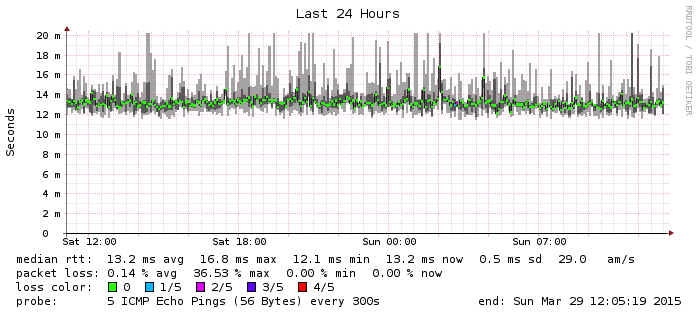 Last 24 Hours
RRDTOOL / TOBI OETIKER
Seconds
20 m
18 m
16 m
14 m
12 m
10 m
8 m
6 m
4 m
2 m
0
Sat 12:00 Sat 18:00 Sun 00:00 Sun 07:00
median rtt: 13.2 ms avg 16.8 ms max 12.1 ms min 13.2 ms now 0.5 ms sd 29.0 am/s
packet loss: 0.14 % avg 36.53 % max 0.00 % min 0.00 % now
loss color: 0 1/5 2/5 3/5 4/5
probe: 5 ICMP Echo Pings (56 Bytes) every 300s end: Sun Mar 29 12:05:19 2015